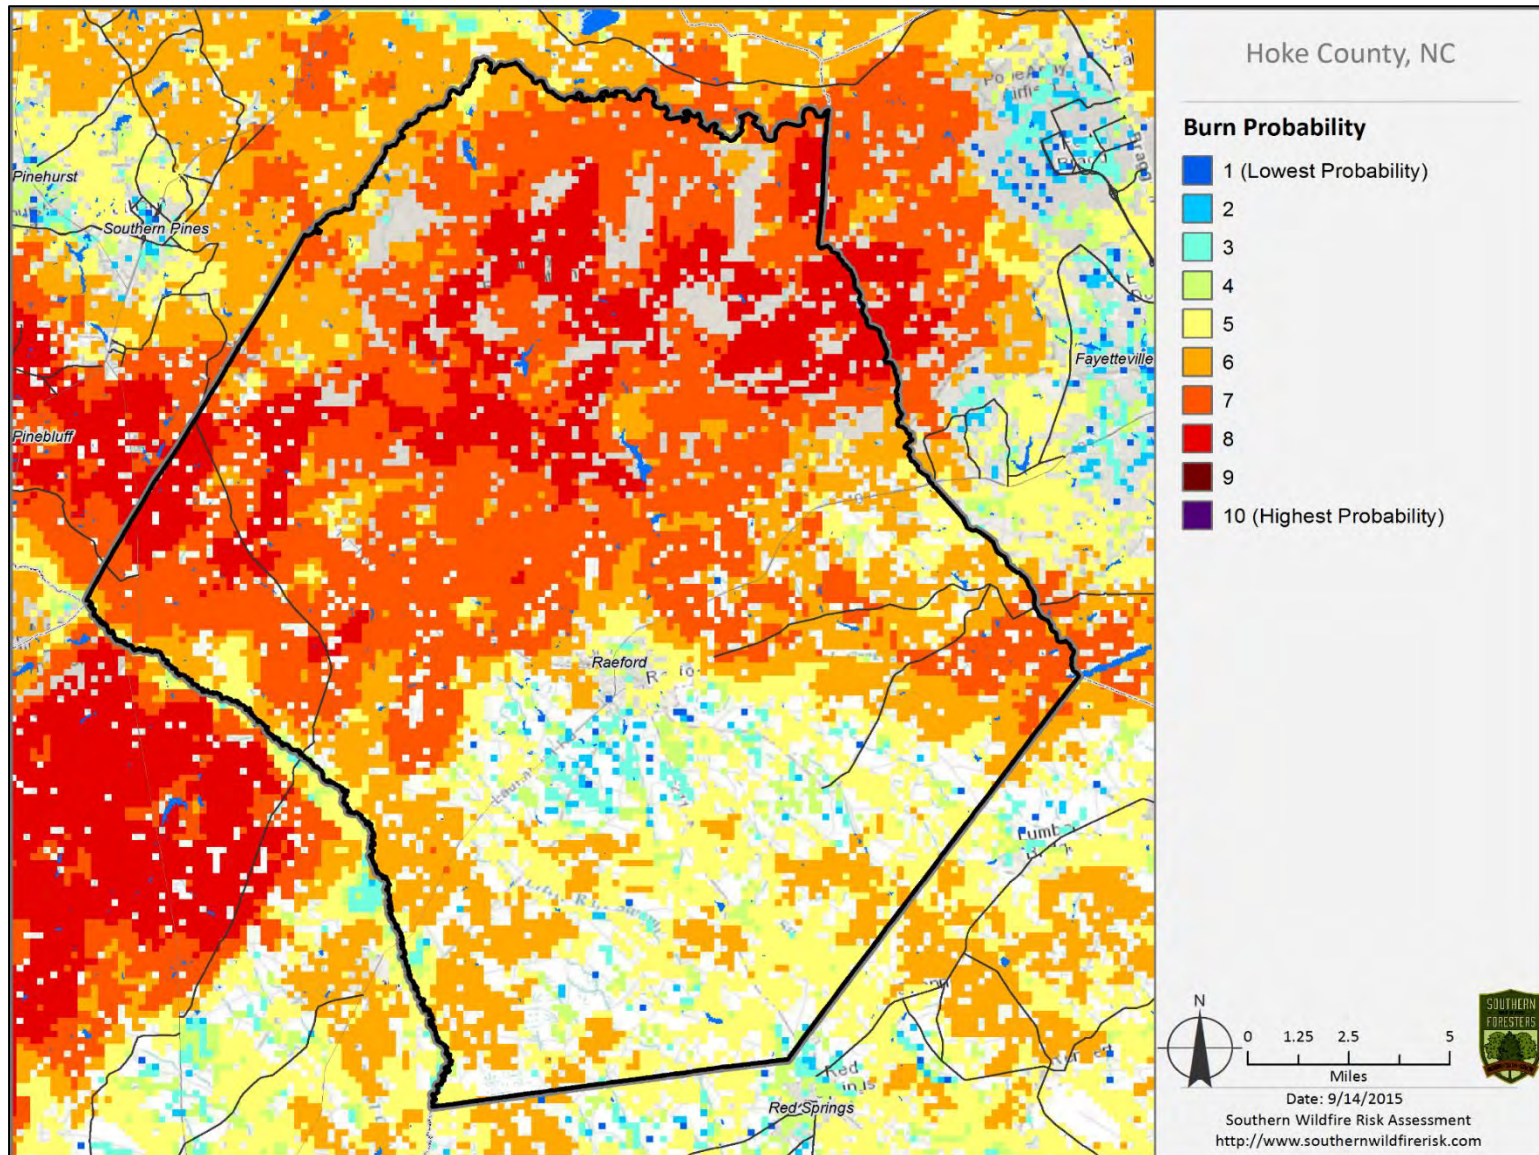 Hoke County, NC
Burn Probability
1 (Lowest Probability)
2
3
4
5
6
7
8
9
10 (Highest Probability)
Pinehurst
Southern Pines
Pinebluff
Fayetteville
Raeford
Red Springs
Red
Bragg
N
0 1.25 2.5 5
Miles
Date: 9/14/2015
Southern Wildfire Risk Assessment
http://www.southernwildfirerisk.com
SOUTHERN
FORESTERS